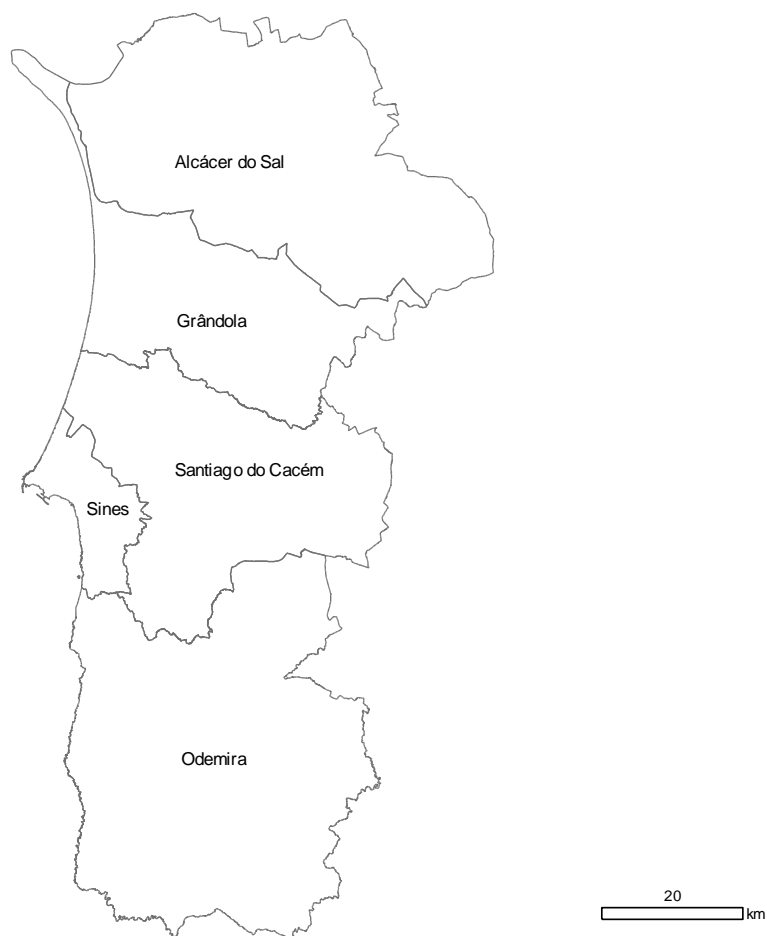 Alcácer do Sal
Grândola
Santiago do Cacém
Sines
Odemira
20
km